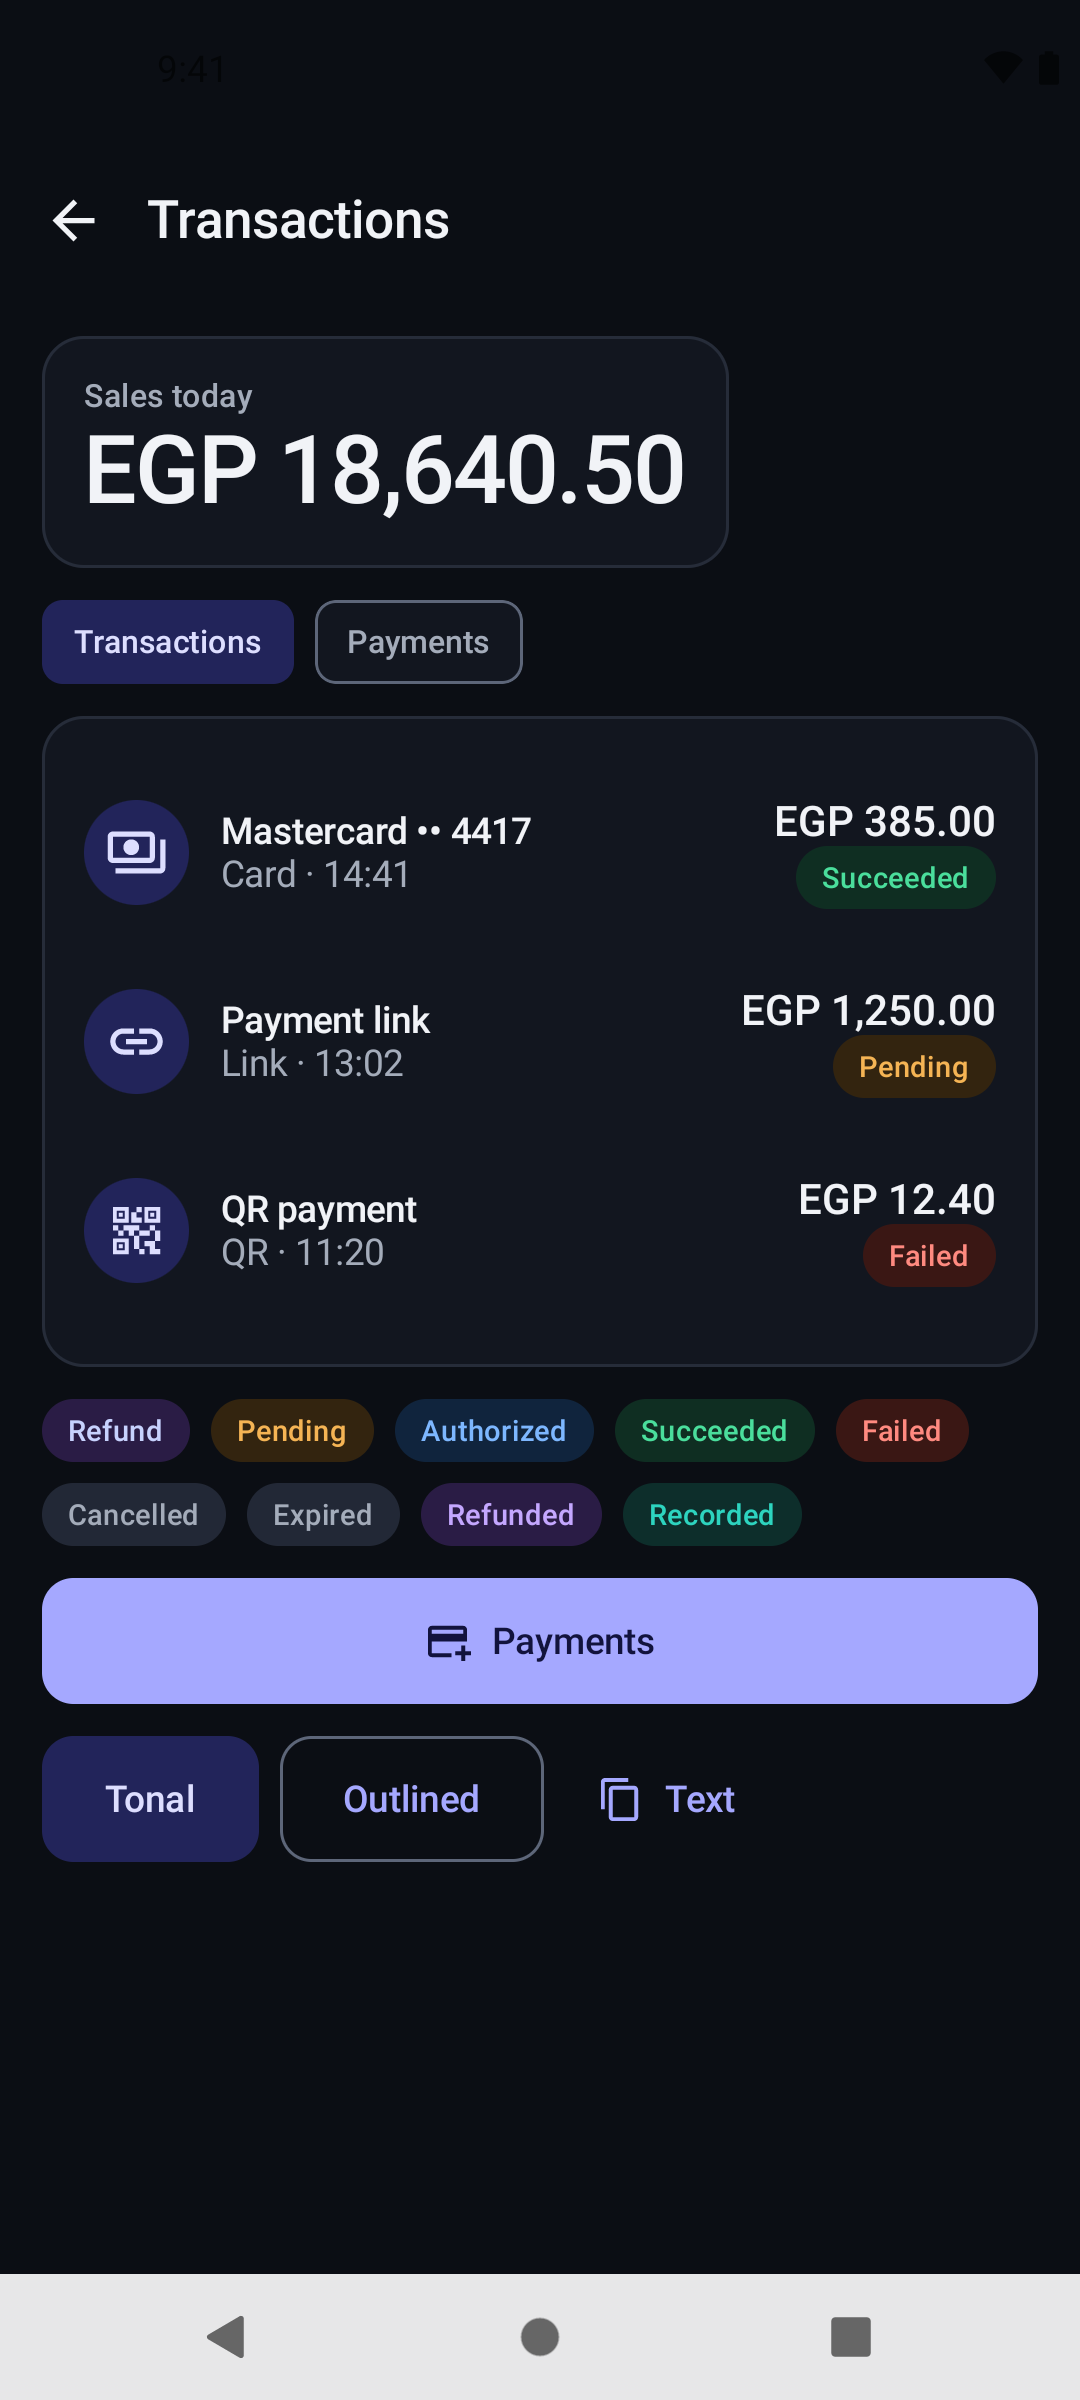 9:41
Transactions
Sales today
EGP 18,640.50
Transactions
Payments
Mastercard •• 4417
EGP 385.00
Card · 14:41
Succeeded
Payment link
EGP 1,250.00
Link · 13:02
Pending
QR payment
EGP 12.40
QR · 11:20
Failed
Refund Pending Authorized Succeeded Failed
Cancelled Expired Refunded Recorded
Payments
Tonal Outlined Text